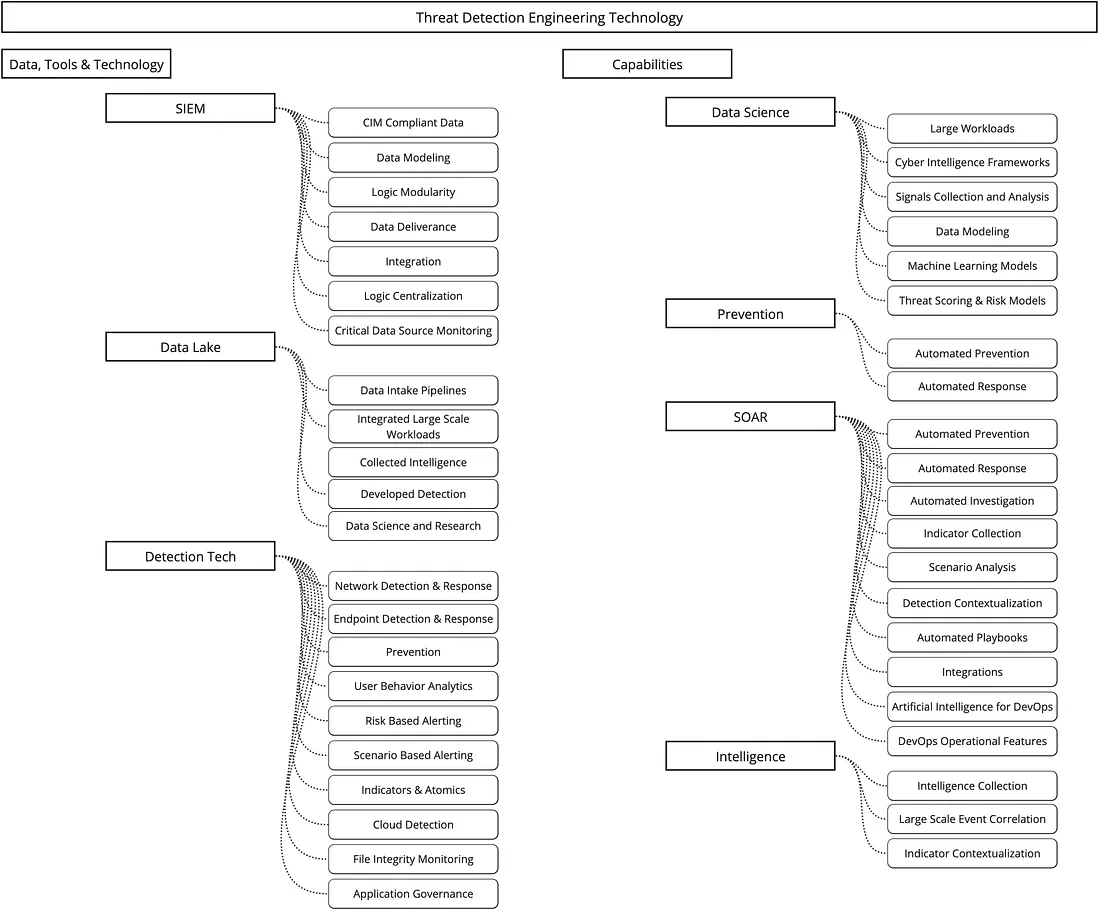 Threat Detection Engineering Technology
Data, Tools & Technology
SIEM
CIM Compliant Data
Data Modeling
Logic Modularity
Data Deliverance
Integration
Logic Centralization
Critical Data Source Monitoring
Data Lake
Data Intake Pipelines
Integrated Large Scale
Workloads
Collected Intelligence
Developed Detection
Data Science and Research
Detection Tech
Network Detection & Response
Endpoint Detection & Response
Prevention
User Behavior Analytics
Risk Based Alerting
Scenario Based Alerting
Indicators & Atomics
Cloud Detection
File Integrity Monitoring
Application Governance
Capabilities
Data Science
Large Workloads
Cyber Intelligence Frameworks
Signals Collection and Analysis
Data Modeling
Machine Learning Models
Threat Scoring & Risk Models
Prevention
Automated Prevention
Automated Response
SOAR
Automated Prevention
Automated Response
Automated Investigation
Indicator Collection
Scenario Analysis
Detection Contextualization
Automated Playbooks
Integrations
Artificial Intelligence for DevOps
DevOps Operational Features
Intelligence
Intelligence Collection
Large Scale Event Correlation
Indicator Contextualization